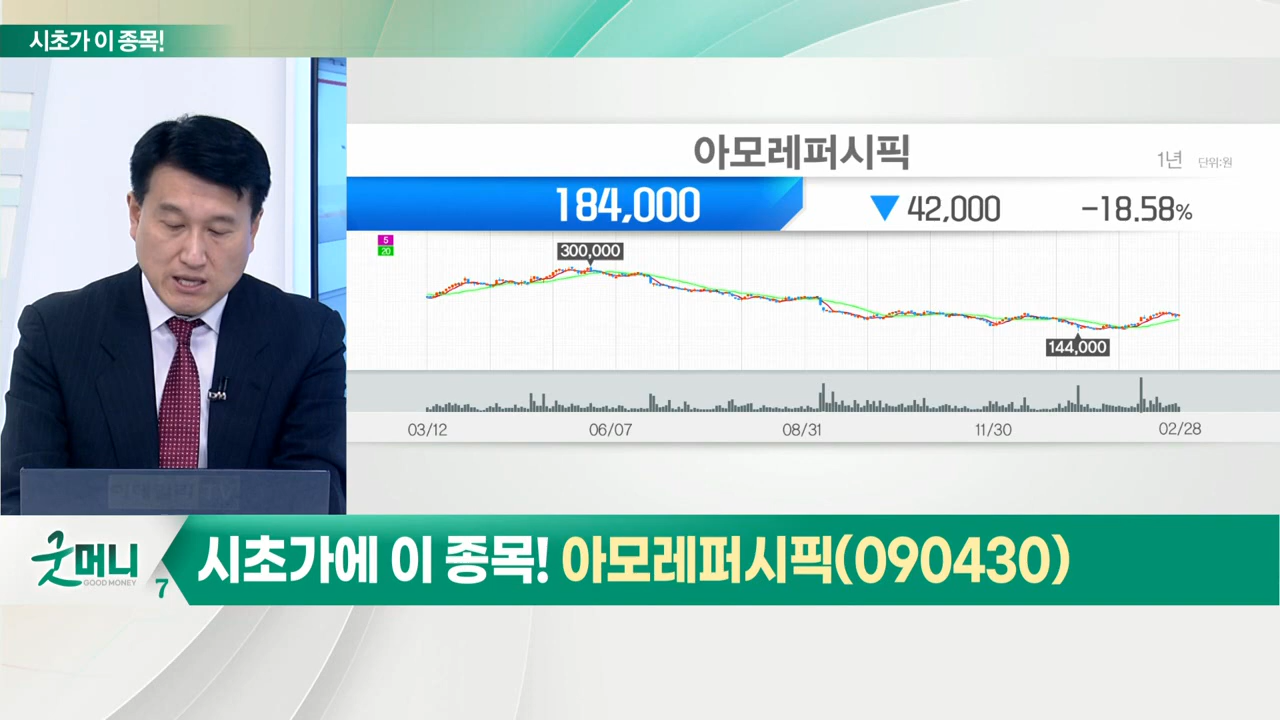 시초가 이 종목!
아모레퍼시픽
1년 단위:원
184,000 ▼ 42,000 -18.58%
5
20
300,000
144,000
03/12 06/07 08/31 11/30 02/28
굿머니
GOOD MONEY
7
시초가에 이 종목! 아모레퍼시픽(090430)